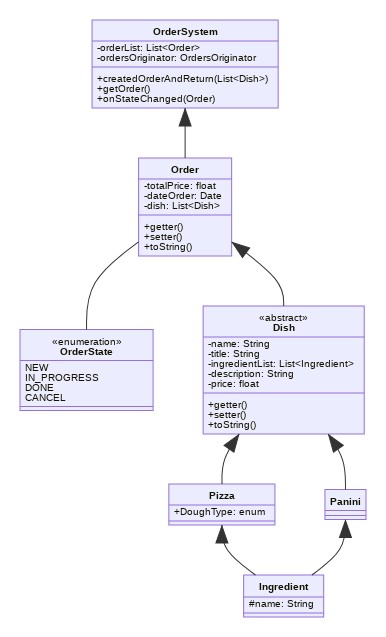 OrderSystem
-orderList: List<Order>
-ordersOriginator: OrdersOriginator
+createdOrderAndReturn(List<Dish>)
+getOrder()
+onStateChanged(Order)
Order
-totalPrice: float
-dateOrder: Date
-dish: List<Dish>
+getter()
+setter()
+toString()
«enumeration»
OrderState
NEW
IN_PROGRESS
DONE
CANCEL
«abstract»
Dish
-name: String
-title: String
-ingredientList: List<Ingredient>
-description: String
-price: float
+getter()
+setter()
+toString()
Pizza
+DoughType: enum
Panini
Ingredient
#name: String